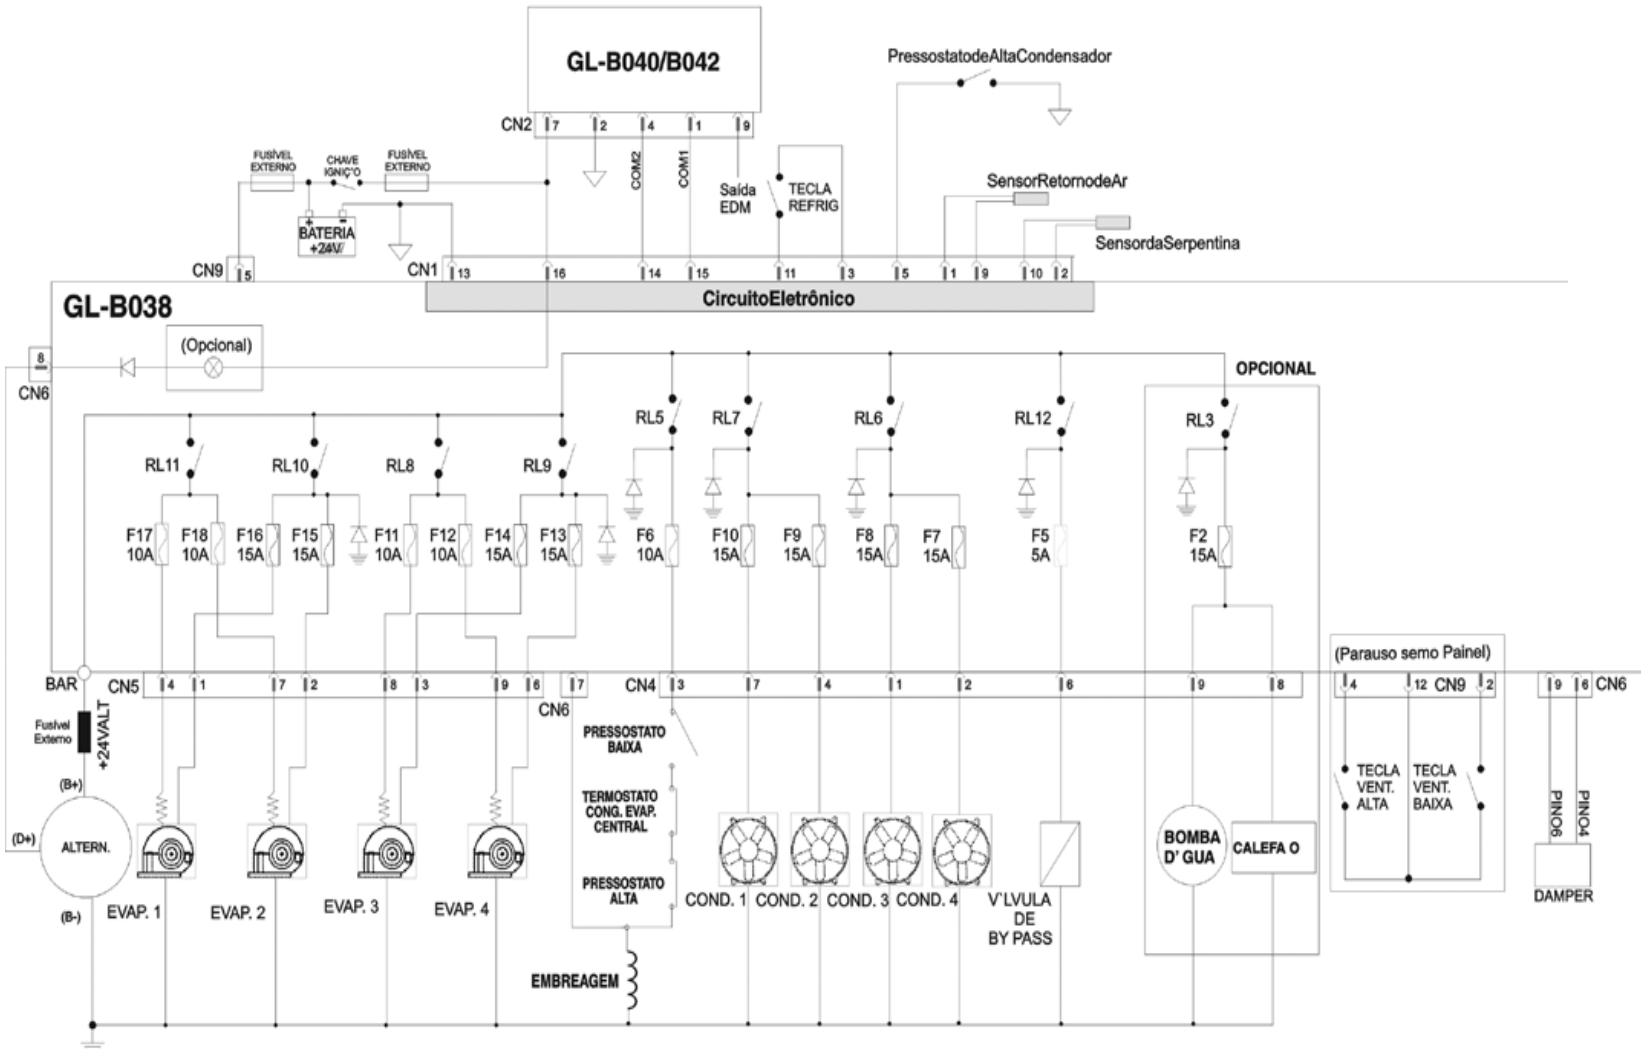 GL-B040/B042
CN2
7
2
4
1
9
PressostatodeAltaCondensador
FUSÍVEL
EXTERNO
CHAVE
IGNIÇ'O
FUSÍVEL
EXTERNO
COM2
COM1
Saída
EDM
TECLA
REFRIG
SensorRetornodeAr
SensordaSerpentina
+
-
BATERIA
+24V/
CN9
5
CN1
13
16
14
15
11
3
5
1
9
10
2
GL-B038
CircuitoEletrônico
8
CN6
(Opcional)
OPCIONAL
RL5
RL7
RL6
RL12
RL3
RL11
RL10
RL8
RL9
F17
10A
F18
10A
F16
15A
F15
15A
F11
10A
F12
10A
F14
15A
F13
15A
F6
10A
F10
15A
F9
15A
F8
15A
F7
15A
F5
5A
F2
15A
(Parauso semo Painel)
BAR
CN5
4
1
7
2
8
3
9
6
7
CN6
CN4
3
7
4
1
2
6
9
8
4
12
CN9
2
9
6
CN6
Fusível
Externo
+24VALT
PRESSOSTATO
BAIXA
TERMOSTATO
CONG. EVAP.
CENTRAL
PRESSOSTATO
ALTA
TECLA
VENT.
ALTA
TECLA
VENT.
BAIXA
PINO6
PINO4
(B+)
(D+)
ALTERN.
(B-)
BOMBA
D' GUA
CALEFA O
DAMPER
EVAP. 1
EVAP. 2
EVAP. 3
EVAP. 4
COND. 1
COND. 2
COND. 3
COND. 4
V`LVULA
DE
BY PASS
EMBREAGEM